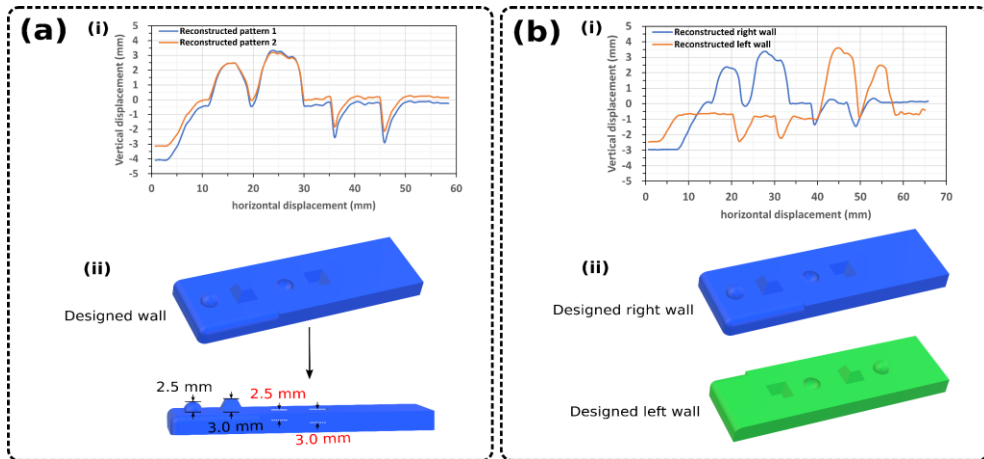 (a)
(i)
Reconstructed pattern 1
Reconstructed pattern 2
Vertical displacement (mm)
5
4
3
2
1
0
-1
-2
-3
-4
-5
0 10 20 30 40 50 60
horizontal displacement (mm)
(ii)
Designed wall
2.5 mm
2.5 mm
3.0 mm
3.0 mm
(b)
(i)
Reconstructed right wall
Reconstructed left wall
Vertical displacement (mm)
5
4
3
2
1
0
-1
-2
-3
-4
-5
0 10 20 30 40 50 60 70
horizontal displacement (mm)
(ii)
Designed right wall
Designed left wall